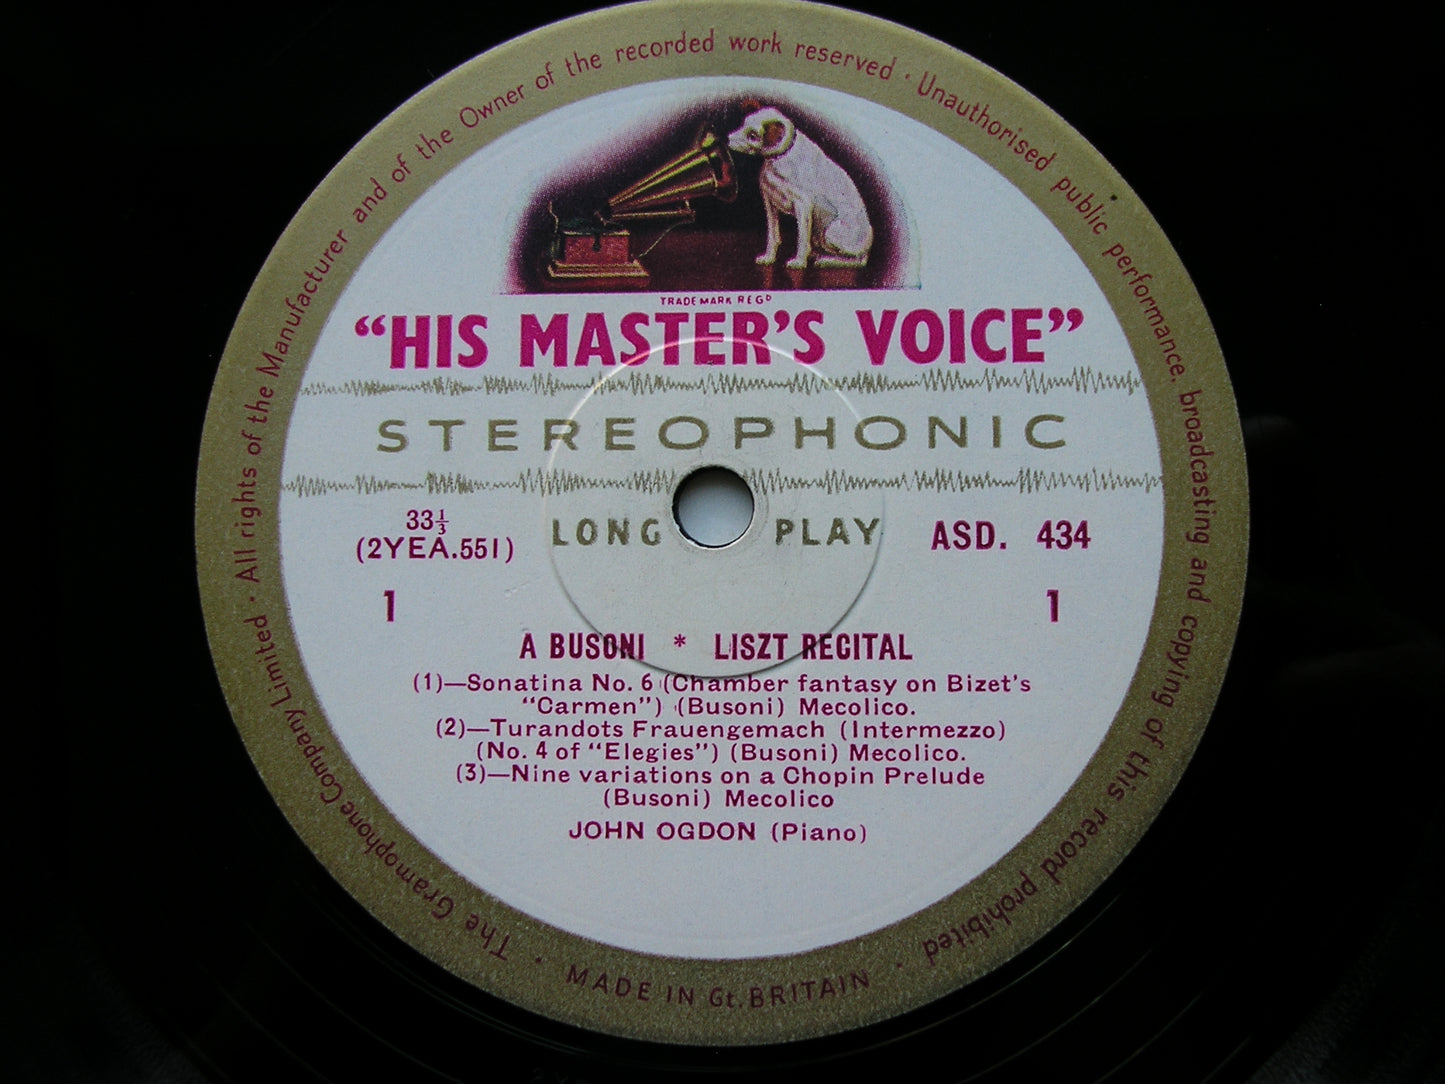 TRADE MARK REGD
"HIS MASTER'S VOICE"
STEREOPHONIC
33⅓
(2YEA.551)
LONG PLAY
ASD. 434
1
1
A BUSONI * LISZT RECITAL
(1)—Sonatina No. 6 (Chamber fantasy on Bizet's
"Carmen") (Busoni) Mecolico.
(2)—Turandots Frauengemach (Intermezzo)
(No. 4 of "Elegies") (Busoni) Mecolico.
(3)—Nine variations on a Chopin Prelude
(Busoni) Mecolico
JOHN OGDON (Piano)
The Gramophone Company Limited · All rights of the Manufacturer and of the Owner of the recorded work reserved · Unauthorised public performance, broadcasting and copying of this record prohibited ·
MADE IN Gt. BRITAIN ·